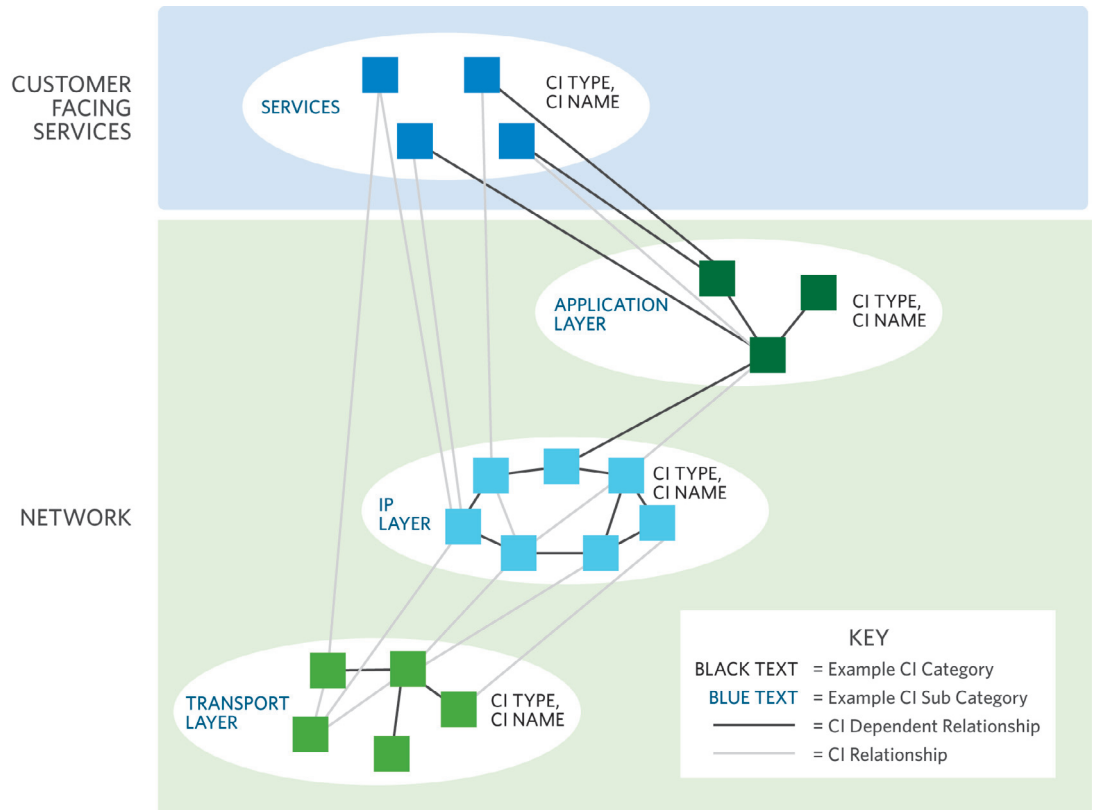 CUSTOMER
FACING
SERVICES
SERVICES
CI TYPE,
CI NAME
APPLICATION
LAYER
CI TYPE,
CI NAME
NETWORK
IP
LAYER
CI TYPE,
CI NAME
TRANSPORT
LAYER
CI TYPE,
CI NAME
KEY
BLACK TEXT = Example CI Category
BLUE TEXT = Example CI Sub Category
= CI Dependent Relationship
= CI Relationship